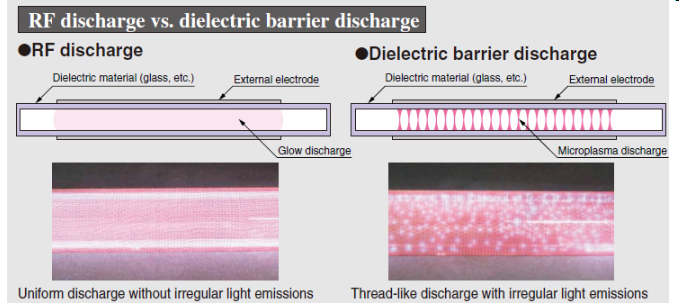 RF discharge vs. dielectric barrier discharge
●RF discharge
Dielectric material (glass, etc.)
External electrode
Glow discharge
Uniform discharge without irregular light emissions
●Dielectric barrier discharge
Dielectric material (glass, etc.)
External electrode
Microplasma discharge
Thread-like discharge with irregular light emissions